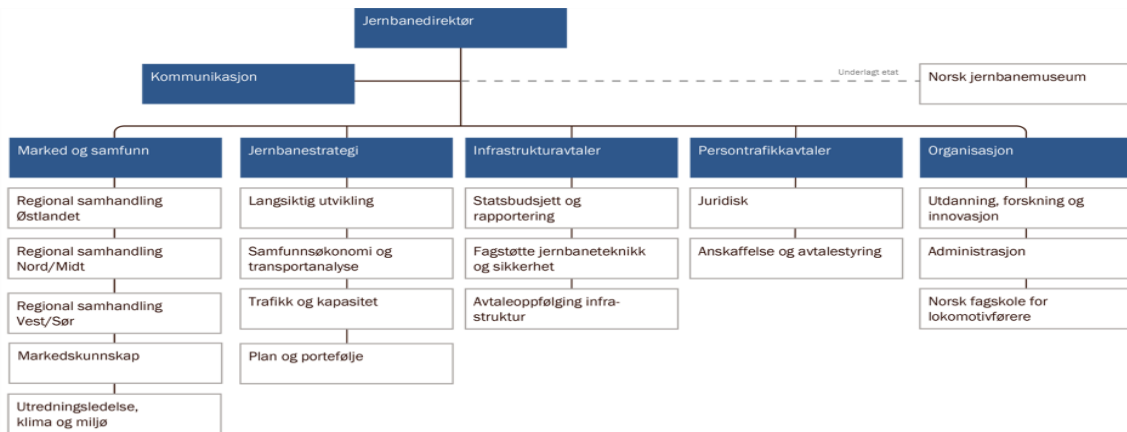 Jernbanedirektør
Kommunikasjon
Underlagt etat
Norsk jernbanemuseum
Marked og samfunn
Regional samhandling
Østlandet
Regional samhandling
Nord/Midt
Regional samhandling
Vest/Sør
Markedskunnskap
Utredningsledelse,
klima og miljø
Jernbanestrategi
Langsiktig utvikling
Samfunnsøkonomi og
transportanalyse
Trafikk og kapasitet
Plan og portefølje
Infrastrukturavtaler
Statsbudsjett og
rapportering
Fagstøtte jernbaneteknikk
og sikkerhet
Avtaleoppfølging infra-
struktur
Persontrafikkavtaler
Juridisk
Anskaffelse og avtalestyring
Organisasjon
Utdanning, forskning og
innovasjon
Administrasjon
Norsk fagskole for
lokomotivførere